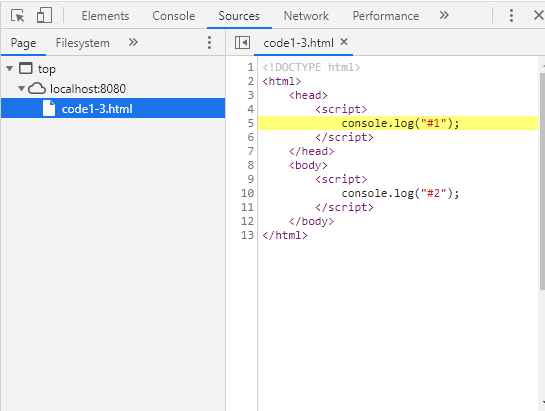 Elements Console Sources Network Performance »
Page Filesystem » code1-3.html ×
top
localhost:8080
code1-3.html
1 <!DOCTYPE html>
2 <html>
3 <head>
4 <script>
5 console.log("#1");
6 </script>
7 </head>
8 <body>
9 <script>
10 console.log("#2");
11 </script>
12 </body>
13 </html>